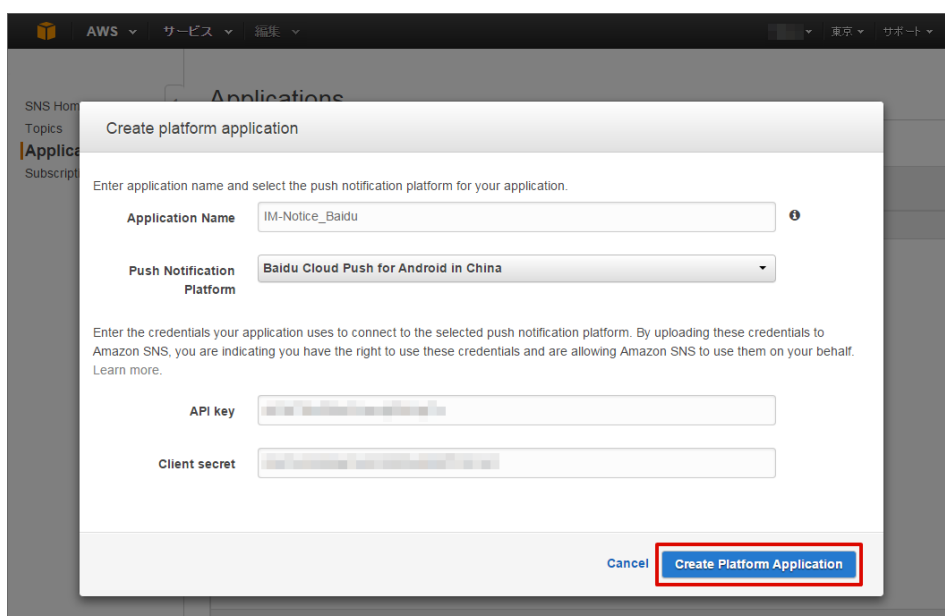 AWS サービス 編集 東京 サポート
Applications
SNS Hom
Topics
Applica
Subscript
Create platform application
Enter application name and select the push notification platform for your application.
Application Name IM-Notice_Baidu
Push Notification Platform Baidu Cloud Push for Android in China
Enter the credentials your application uses to connect to the selected push notification platform. By uploading these credentials to
Amazon SNS, you are indicating you have the right to use these credentials and are allowing Amazon SNS to use them on your behalf.
Learn more.
API key
Client secret
Cancel Create Platform Application